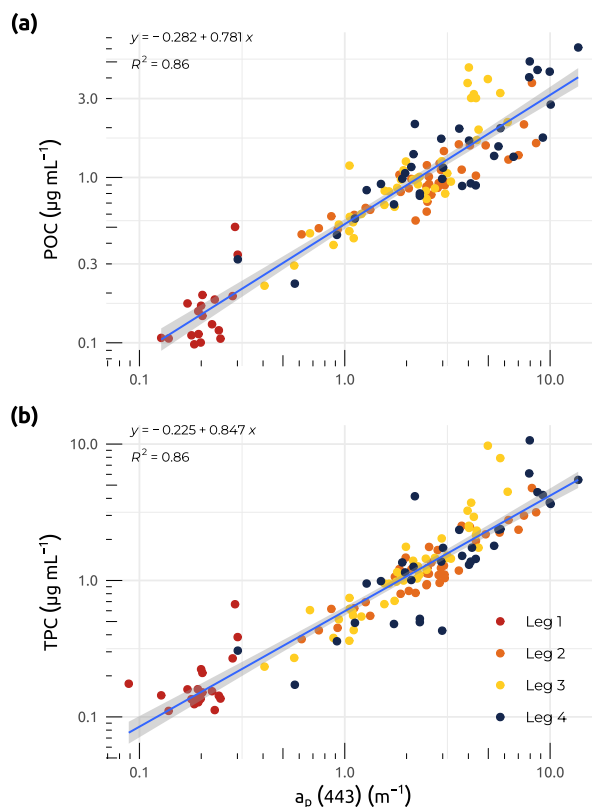 (a)
y = −0.282 + 0.781 x
R² = 0.86
3.0
1.0
0.3
0.1
POC (µg mL⁻¹)
0.1 1.0 10.0
(b)
y = −0.225 + 0.847 x
R² = 0.86
10.0
1.0
0.1
TPC (µg mL⁻¹)
Leg 1
Leg 2
Leg 3
Leg 4
0.1 1.0 10.0
aₚ (443) (m⁻¹)